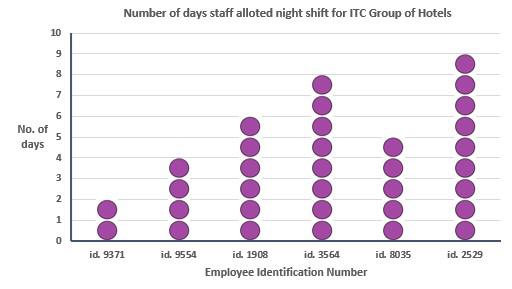 Number of days staff alloted night shift for ITC Group of Hotels
10
9
8
7
6
5
4
3
2
1
0
No. of
days
id. 9371 id. 9554 id. 1908 id. 3564 id. 8035 id. 2529
Employee Identification Number